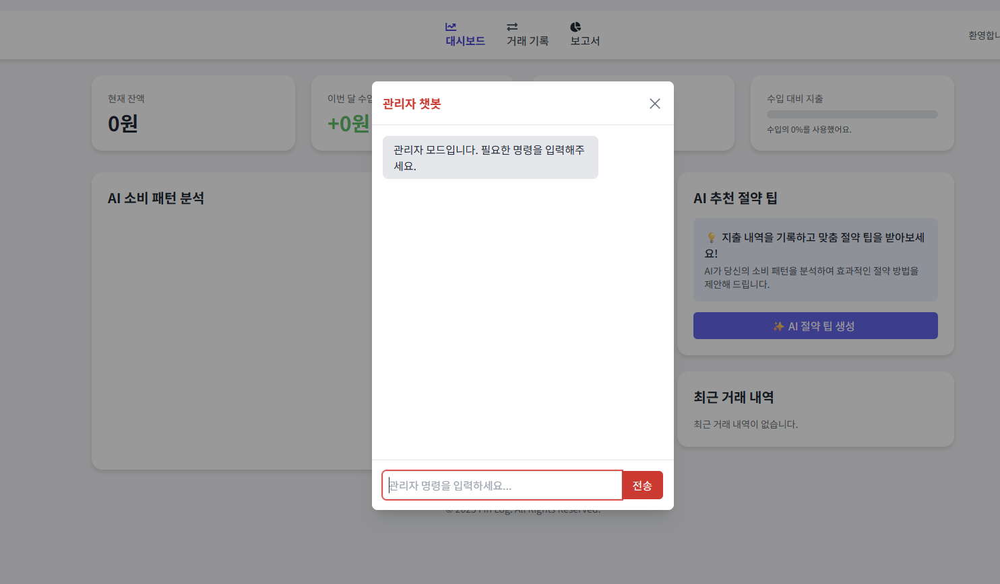 대시보드
거래 기록
보고서
환영합니
현재 잔액
0원
이번 달 수입
+0원
수입 대비 지출
수입의 0%를 사용했어요.
관리자 챗봇
관리자 모드입니다. 필요한 명령을 입력해주
세요.
관리자 명령을 입력하세요...
전송
AI 소비 패턴 분석
AI 추천 절약 팁
💡 지출 내역을 기록하고 맞춤 절약 팁을 받아보세
요!
AI가 당신의 소비 패턴을 분석하여 효과적인 절약 방법을
제안해 드립니다.
✨ AI 절약 팁 생성
최근 거래 내역
최근 거래 내역이 없습니다.
© 2025 Fin Log. All Rights Reserved.